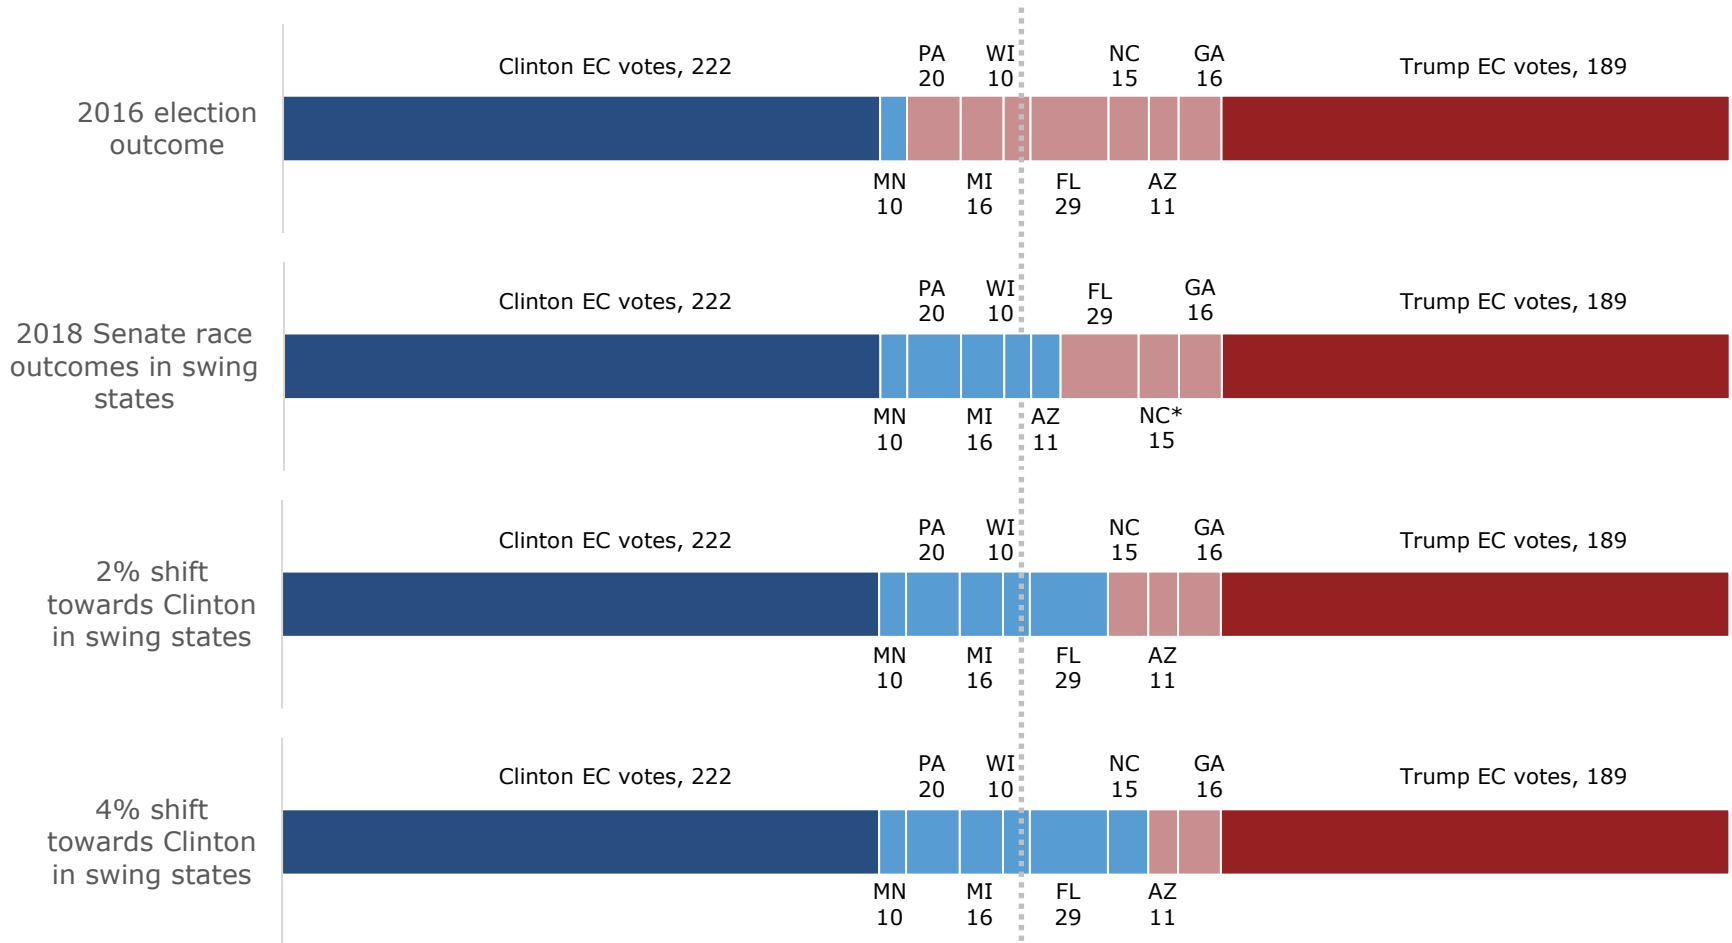 2016 election
outcome
Clinton EC votes, 222
PA
20
WI
10
NC
15
GA
16
Trump EC votes, 189
MN
10
MI
16
FL
29
AZ
11
2018 Senate race
outcomes in swing
states
Clinton EC votes, 222
PA
20
WI
10
FL
29
GA
16
Trump EC votes, 189
MN
10
MI
16
AZ
11
NC*
15
2% shift
towards Clinton
in swing states
Clinton EC votes, 222
PA
20
WI
10
NC
15
GA
16
Trump EC votes, 189
MN
10
MI
16
FL
29
AZ
11
4% shift
towards Clinton
in swing states
Clinton EC votes, 222
PA
20
WI
10
NC
15
GA
16
Trump EC votes, 189
MN
10
MI
16
FL
29
AZ
11